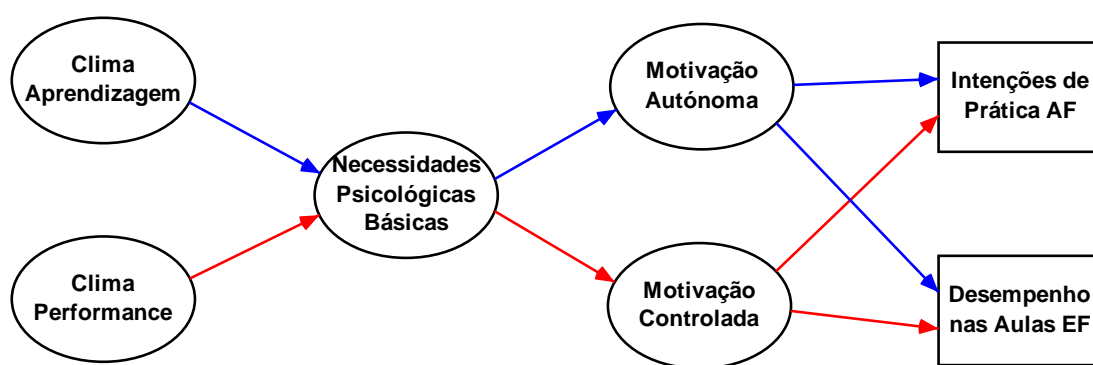 Clima
Aprendizagem
Clima
Performance
Necessidades
Psicológicas
Básicas
Motivação
Autónoma
Motivação
Controlada
Intenções de
Prática AF
Desempenho
nas Aulas EF